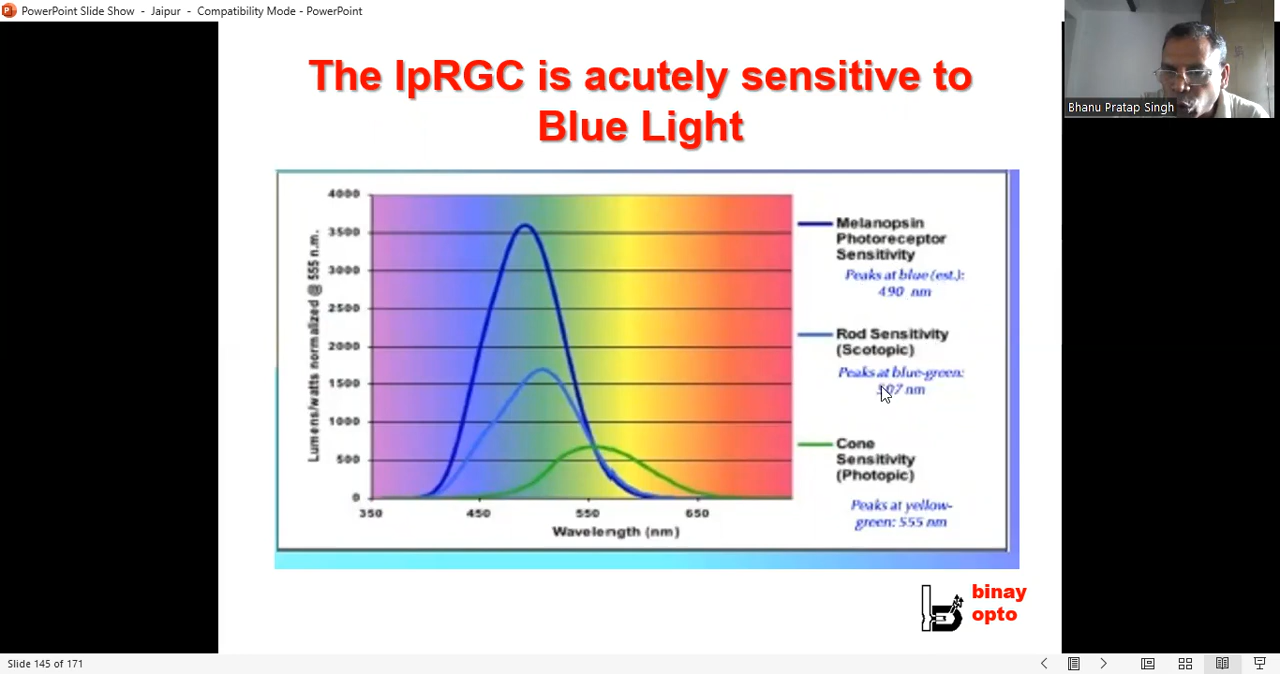 PowerPoint Slide Show - Jaipur - Compatibility Mode - PowerPoint
Bhanu Pratap Singh
The IpRGC is acutely sensitive to
Blue Light
Lumens/watts normalized @ 555 n.m.
4000
3500
3000
2500
2000
1500
1000
500
0
350
450
550
650
Wavelength (nm)
Melanopsin
Photoreceptor
Sensitivity
Peaks at blue (est.):
490 nm
Rod Sensitivity
(Scotopic)
Peaks at blue-green:
507 nm
Cone
Sensitivity
(Photopic)
Peaks at yellow-
green: 555 nm
binay
opto
Slide 145 of 171